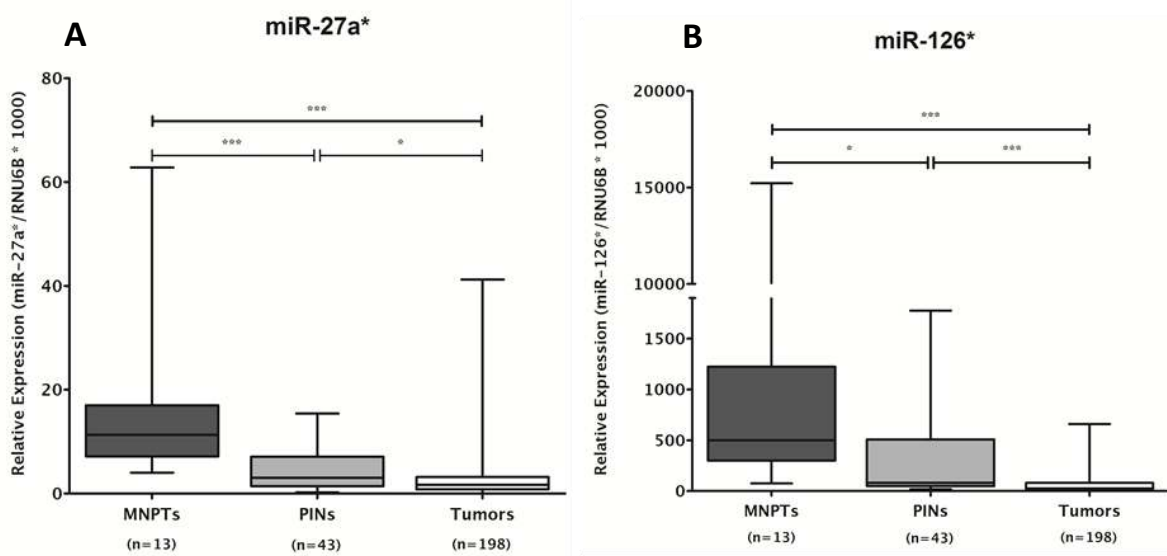 A
miR-27a*
Relative Expression (miR-27a*/RNU6B * 1000)
80
60
40
20
0
***
***
*
MNPTs
PINs
Tumors
(n=13)
(n=43)
(n=198)
B
miR-126*
Relative Expression (miR-126*/RNU6B * 1000)
20000
15000
10000
1500
1000
500
0
***
*
***
MNPTs
PINs
Tumors
(n=13)
(n=43)
(n=198)